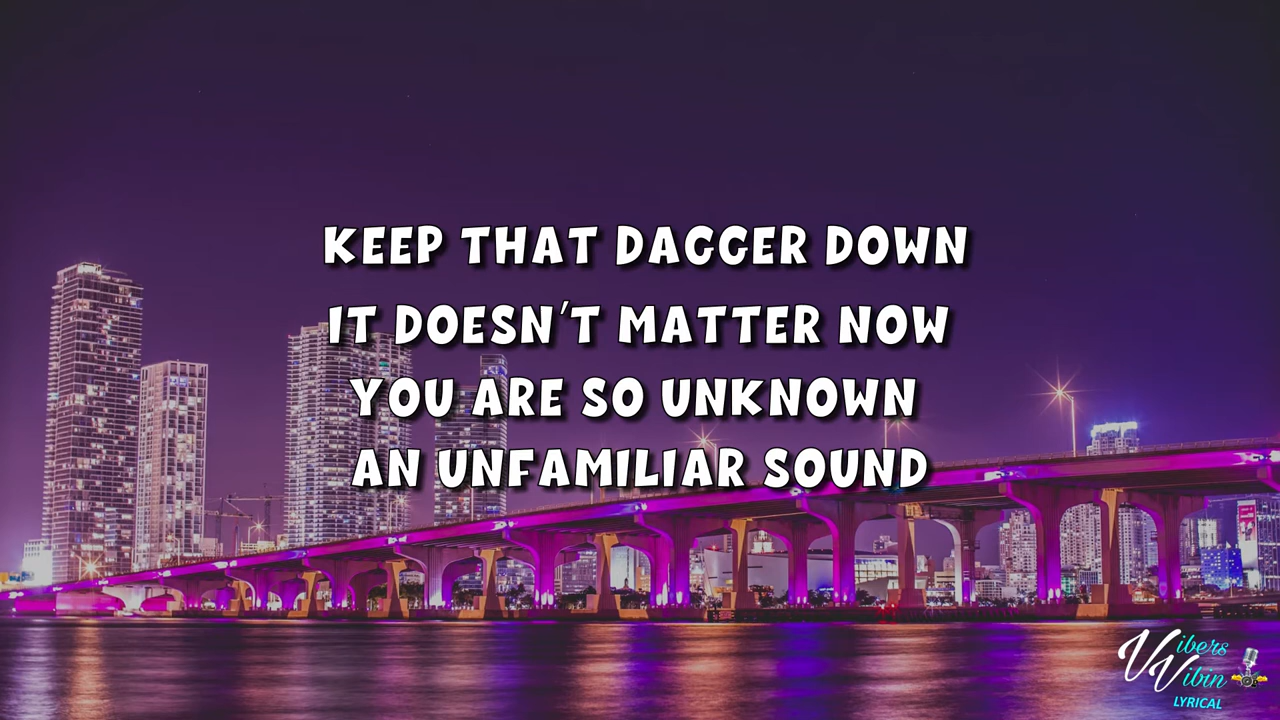 KEEP THAT DAGGER DOWN
IT DOESN'T MATTER NOW
YOU ARE SO UNKNOWN
AN UNFAMILIAR SOUND
Vibers
Vibin
LYRICAL